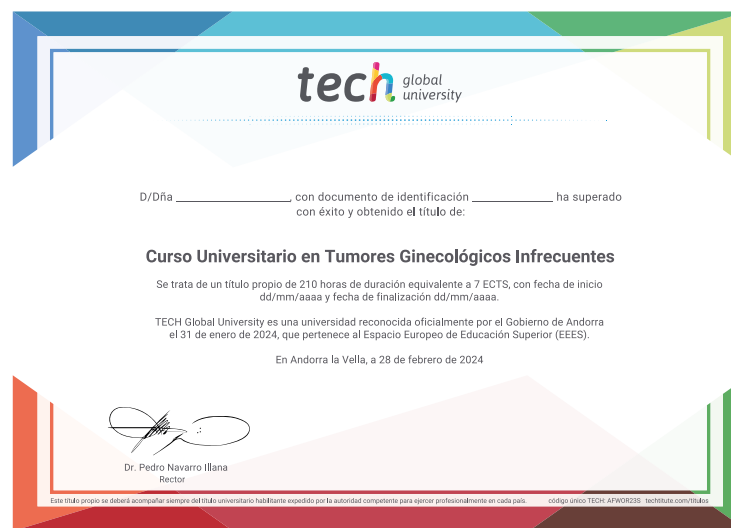 tech global
university
D/Dña ________________, con documento de identificación ____________ ha superado
con éxito y obtenido el título de:
Curso Universitario en Tumores Ginecológicos Infrecuentes
Se trata de un título propio de 210 horas de duración equivalente a 7 ECTS, con fecha de inicio
dd/mm/aaaa y fecha de finalización dd/mm/aaaa.
TECH Global University es una universidad reconocida oficialmente por el Gobierno de Andorra
el 31 de enero de 2024, que pertenece al Espacio Europeo de Educación Superior (EEES).
En Andorra la Vella, a 28 de febrero de 2024
Dr. Pedro Navarro Illana
Rector
Este título propio se deberá acompañar siempre del título universitario habilitante expedido por la autoridad competente para ejercer profesionalmente en cada país. código único TECH: AFWOR23S techtitute.com/titulos